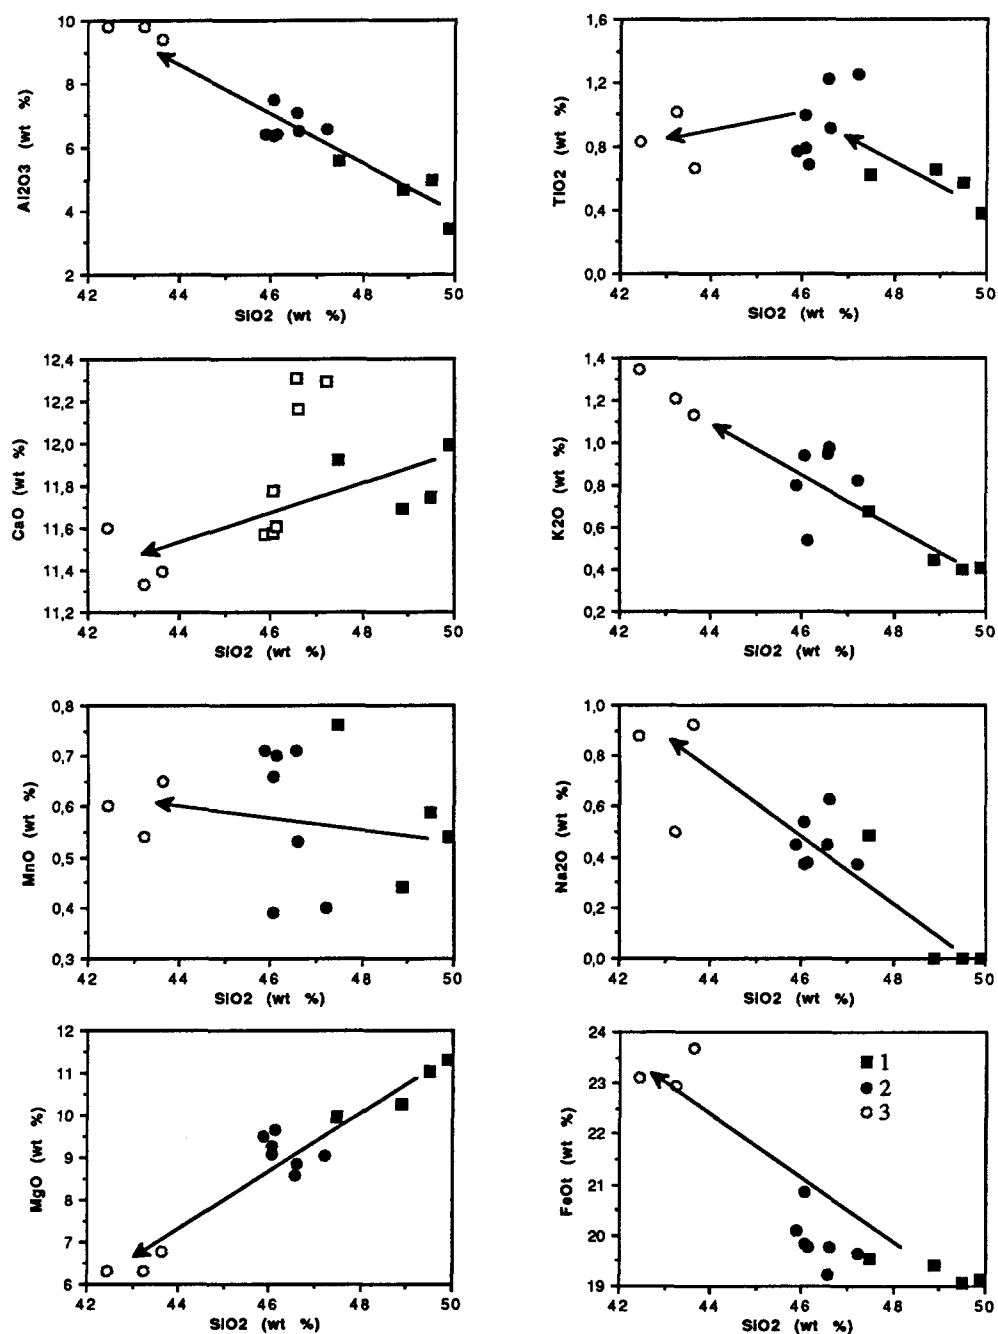 10
8
6
4
2
Al2O3 (wt %)
42 44 46 48 50
SiO2 (wt %)
1,6
1,2
0,8
0,4
0,0
TiO2 (wt %)
42 44 46 48 50
SiO2 (wt %)
12,4
12,2
12,0
11,8
11,6
11,4
11,2
CaO (wt %)
42 44 46 48 50
SiO2 (wt %)
1,4
1,2
1,0
0,8
0,6
0,4
0,2
K2O (wt %)
42 44 46 48 50
SiO2 (wt %)
0,8
0,7
0,6
0,5
0,4
0,3
MnO (wt %)
42 44 46 48 50
SiO2 (wt %)
1,0
0,8
0,6
0,4
0,2
0,0
Na2O (wt %)
42 44 46 48 50
SiO2 (wt %)
12
11
10
9
8
7
6
MgO (wt %)
42 44 46 48 50
SiO2 (wt %)
24
23
22
21
20
19
FeOt (wt %)
1
2
3
42 44 46 48 50
SiO2 (wt %)